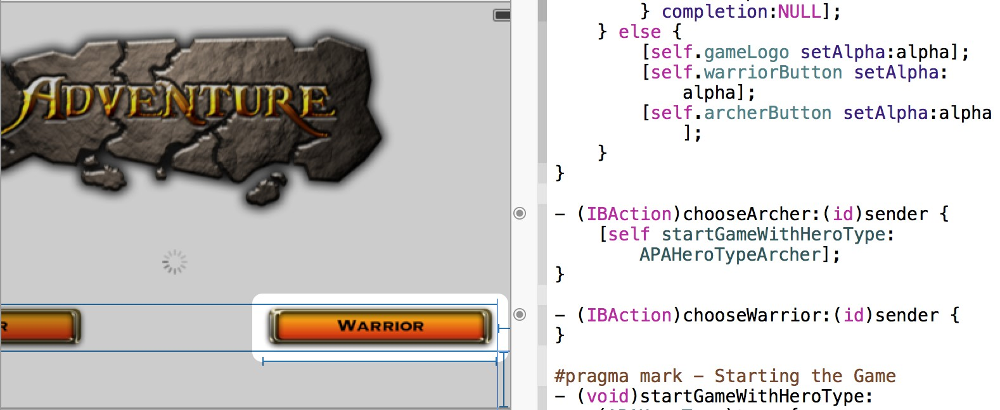 ADVENTURE
R
WARRIOR
} completion:NULL];
} else {
[self.gameLogo setAlpha:alpha];
[self.warriorButton setAlpha:
alpha];
[self.archerButton setAlpha:alpha
];
}
}
- (IBAction)chooseArcher:(id)sender {
[self startGameWithHeroType:
APAHeroTypeArcher];
}
- (IBAction)chooseWarrior:(id)sender {
}
#pragma mark - Starting the Game
- (void)startGameWithHeroType: